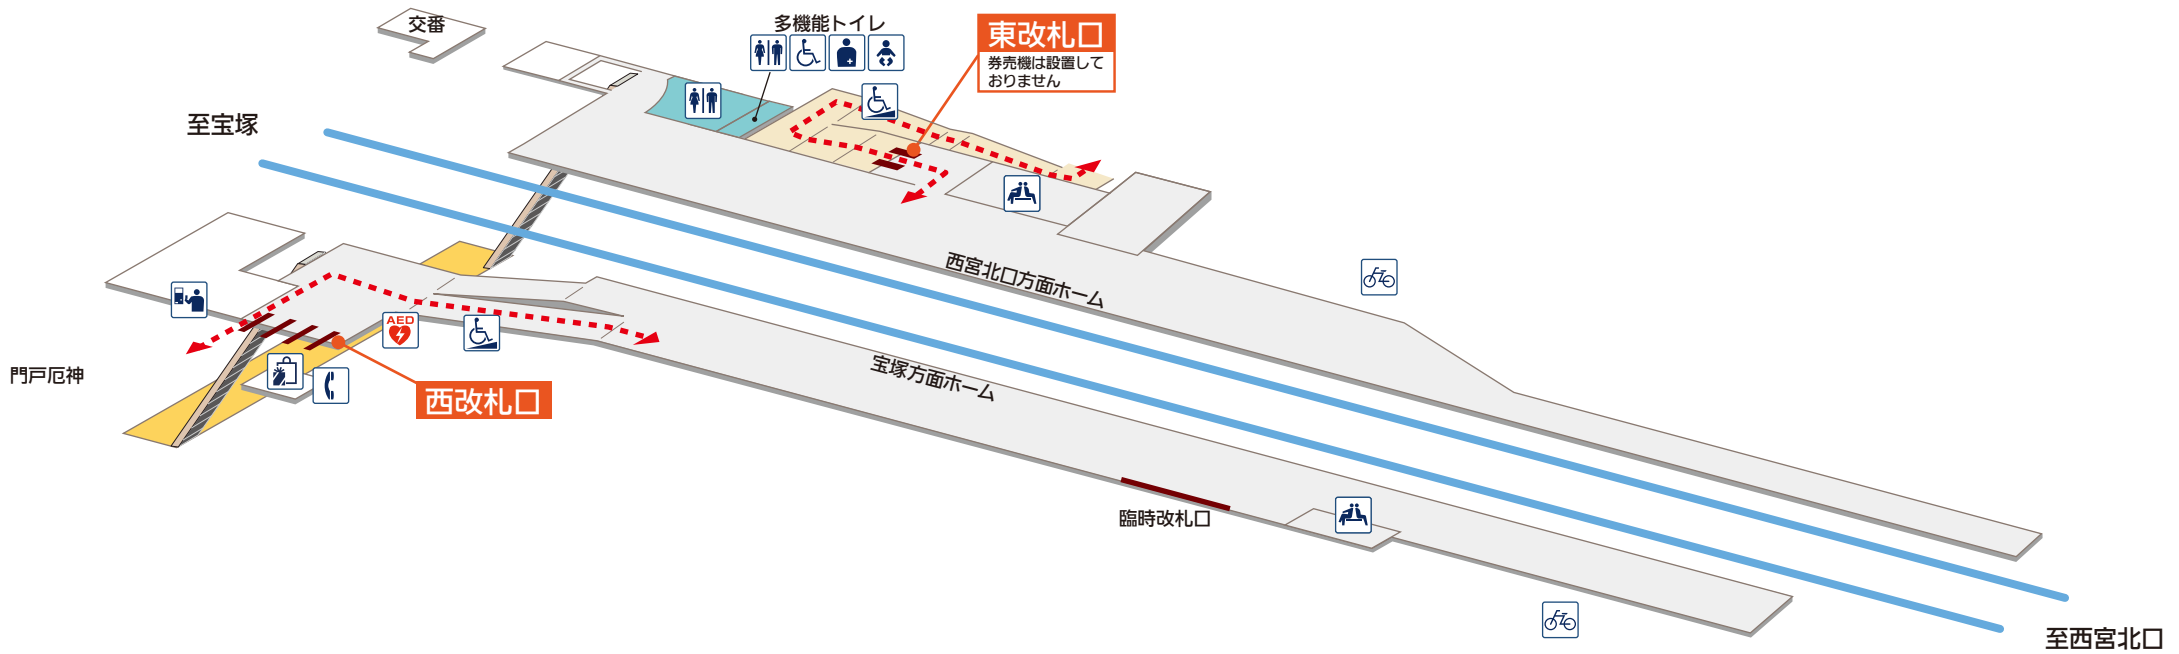 交番
多機能トイレ
東改札口
券売機は設置して
おりません
至宝塚
西宮北口方面ホーム
AED
門戸厄神
西改札口
宝塚方面ホーム
臨時改札口
至西宮北口